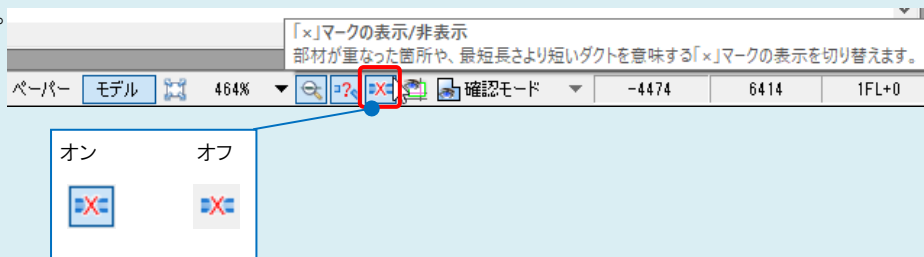 。
「×」マークの表示/非表示
部材が重なった箇所や、最短長さより短いダクトを意味する「×」マークの表示を切り替えます。
ペーパー モデル 464% 確認モード -4474 6414 1FL+0
オン オフ